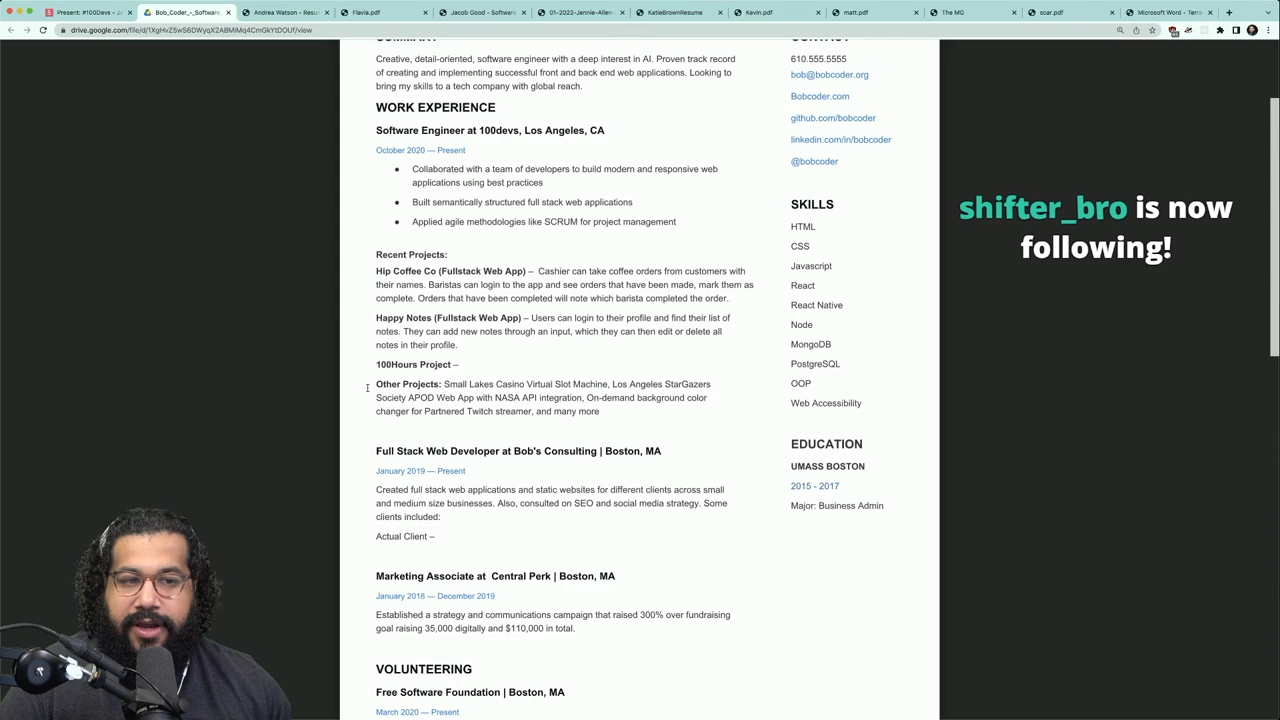 Present: #100Devs - J
Bob_Coder_-_Software
Andrea Watson - Resur
Flavia.pdf
Jacob Good - Software
01-2022-Jennie-Allen-
KatieBrownResume
Kevin.pdf
matt.pdf
The MG
scar.pdf
Microsoft Word - Terra
SUMMARY
Creative, detail-oriented, software engineer with a deep interest in AI. Proven track record
of creating and implementing successful front and back end web applications. Looking to
bring my skills to a tech company with global reach.
WORK EXPERIENCE
Software Engineer at 100devs, Los Angeles, CA
October 2020 — Present
● Collaborated with a team of developers to build modern and responsive web
applications using best practices
● Built semantically structured full stack web applications
● Applied agile methodologies like SCRUM for project management
Recent Projects:
Hip Coffee Co (Fullstack Web App) – Cashier can take coffee orders from customers with
their names. Baristas can login to the app and see orders that have been made, mark them as
complete. Orders that have been completed will note which barista completed the order.
Happy Notes (Fullstack Web App) – Users can login to their profile and find their list of
notes. They can add new notes through an input, which they can then edit or delete all
notes in their profile.
100Hours Project –
Other Projects: Small Lakes Casino Virtual Slot Machine, Los Angeles StarGazers
Society APOD Web App with NASA API integration, On-demand background color
changer for Partnered Twitch streamer, and many more
Full Stack Web Developer at Bob's Consulting | Boston, MA
January 2019 — Present
Created full stack web applications and static websites for different clients across small
and medium size businesses. Also, consulted on SEO and social media strategy. Some
clients included:
Actual Client –
Marketing Associate at Central Perk | Boston, MA
January 2018 — December 2019
Established a strategy and communications campaign that raised 300% over fundraising
goal raising 35,000 digitally and $110,000 in total.
VOLUNTEERING
Free Software Foundation | Boston, MA
March 2020 — Present
CONTACT
610.555.5555
bob@bobcoder.org
Bobcoder.com
github.com/bobcoder
linkedin.com/in/bobcoder
@bobcoder
SKILLS
HTML
CSS
Javascript
React
React Native
Node
MongoDB
PostgreSQL
OOP
Web Accessibility
EDUCATION
UMASS BOSTON
2015 - 2017
Major: Business Admin
shifter_bro is now
following!